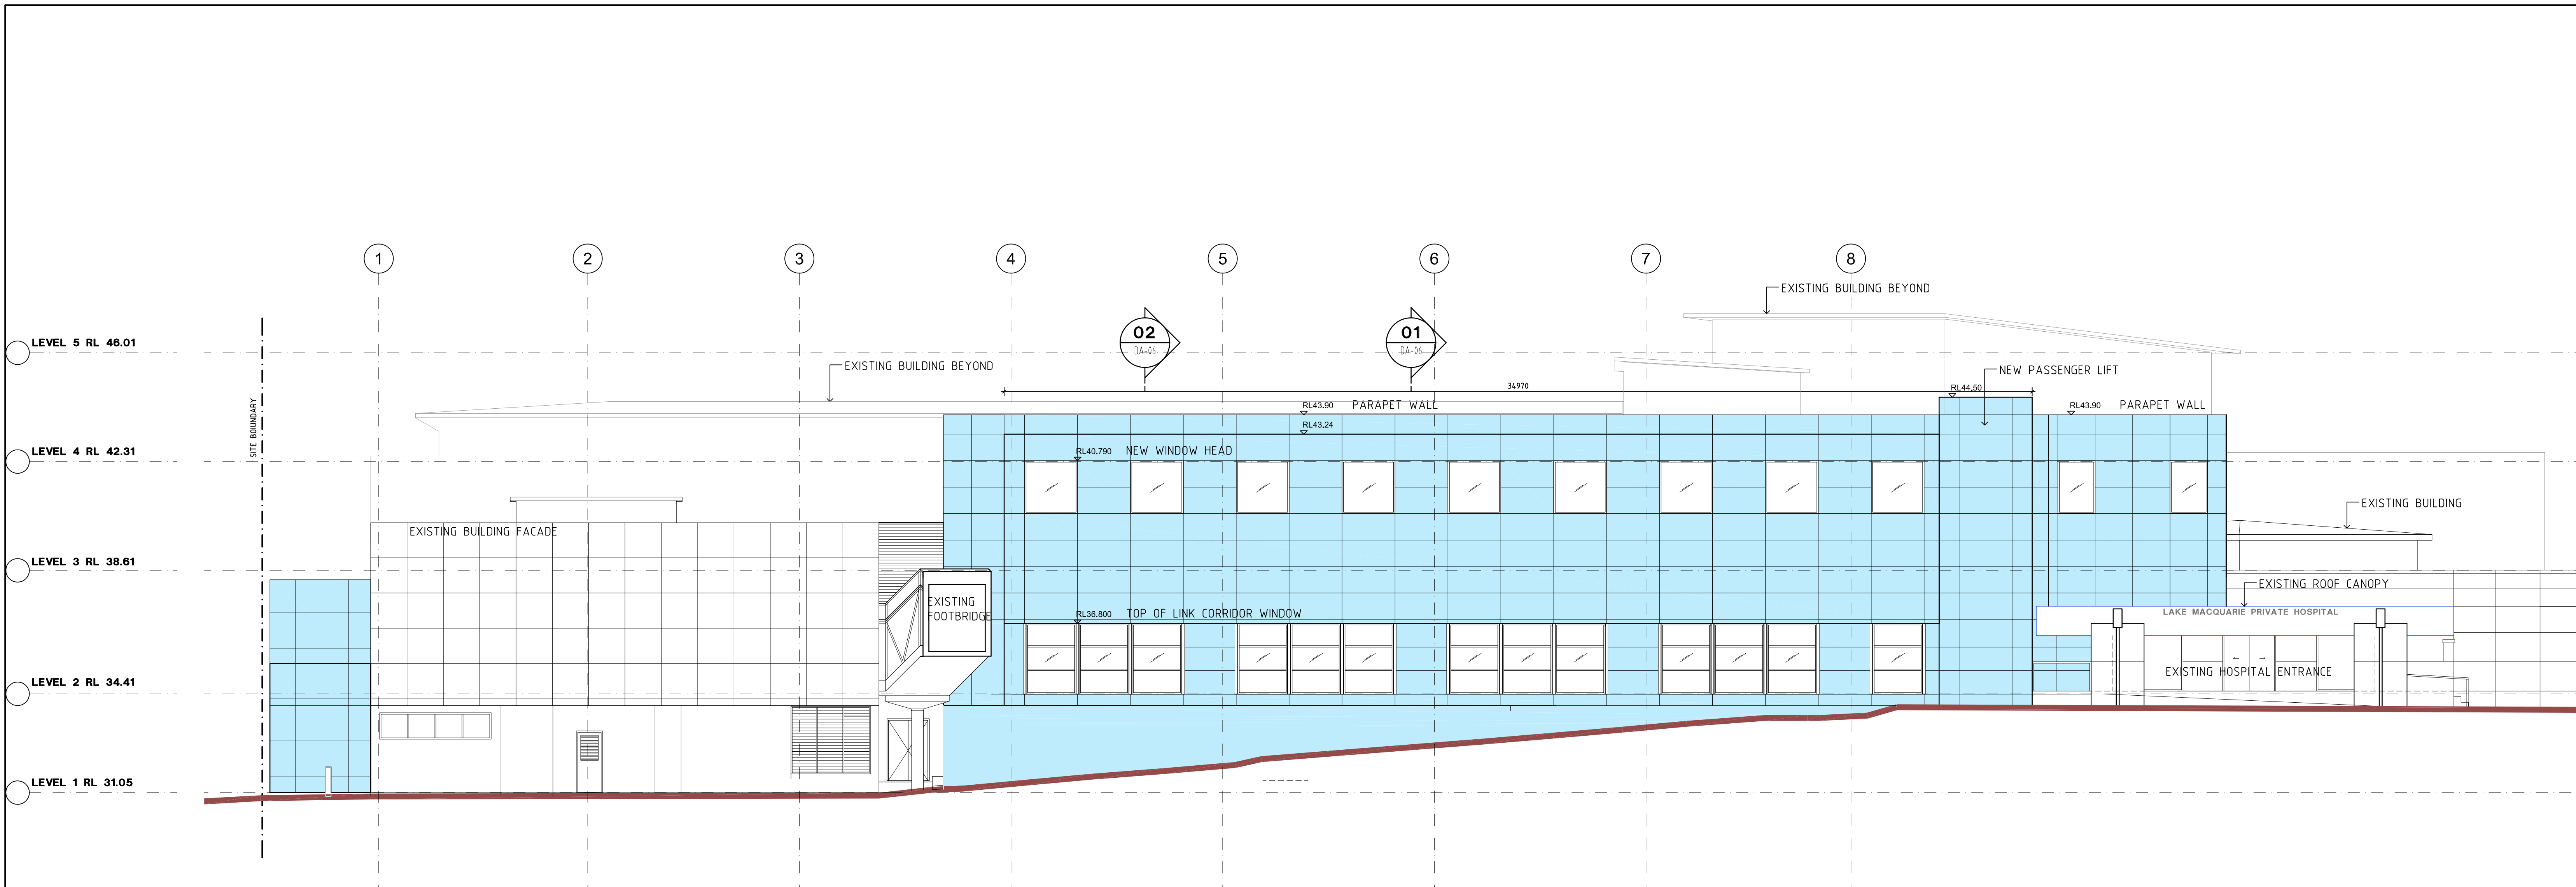 1 2 3 4 5 6 7 8
EXISTING BUILDING BEYOND
02
DA-06
01
DA-06
LEVEL 5 RL 46.01
EXISTING BUILDING BEYOND
NEW PASSENGER LIFT
34970
RL44.50
RL43.90 PARAPET WALL
RL43.90 PARAPET WALL
RL43.24
SITE BOIUNDARY
LEVEL 4 RL 42.31
RL40.790 NEW WINDOW HEAD
EXISTING BUILDING
EXISTING BUILDING FACADE
LEVEL 3 RL 38.61
EXISTING ROOF CANOPY
EXISTING
FOOTBRIDGE
RL36.800 TOP OF LINK CORRIDOR WINDOW
LAKE MACQUARIE PRIVATE HOSPITAL
EXISTING HOSPITAL ENTRANCE
LEVEL 2 RL 34.41
LEVEL 1 RL 31.05